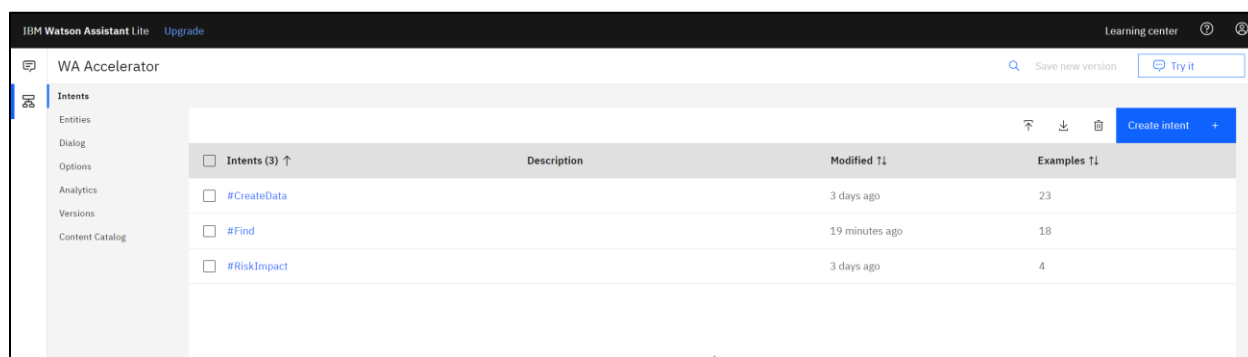 IBM Watson Assistant Lite Upgrade Learning center
WA Accelerator Save new version Try it
Intents
Entities
Dialog
Options
Analytics
Versions
Content Catalog
Create intent +
Intents (3) ↑ Description Modified ↑↓ Examples ↑↓
#CreateData 3 days ago 23
#Find 19 minutes ago 18
#RiskImpact 3 days ago 4